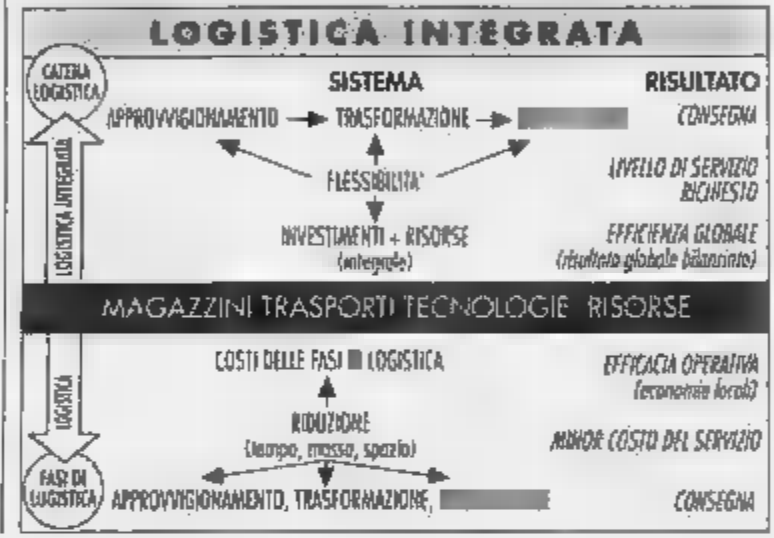 LOGISTICA INTEGRATA
CATENA
LOGISTICA
SISTEMA
RISULTATO
APPROVVIGIONAMENTO
TRASFORMAZIONE
CONSEGNA
FLESSIBILITA'
LIVELLO DI SERVIZIO
RICHIESTO
LOGISTICA INTEGRATA
INVESTIMENTI + RISORSE
(integrate)
EFFICIENZA GLOBALE
(risultato globale bilanciato)
MAGAZZINI TRASPORTI TECNOLOGIE RISORSE
COSTI DELLE FASI LOGISTICA
EFFICACIA OPERATIVA
(economie locali)
LOGISTICA
RIDUZIONE
(tempo, massa, spazio)
MINOR COSTO DEL SERVIZIO
FASI DI
LOGISTICA
APPROVVIGIONAMENTO, TRASFORMAZIONE,
CONSEGNA